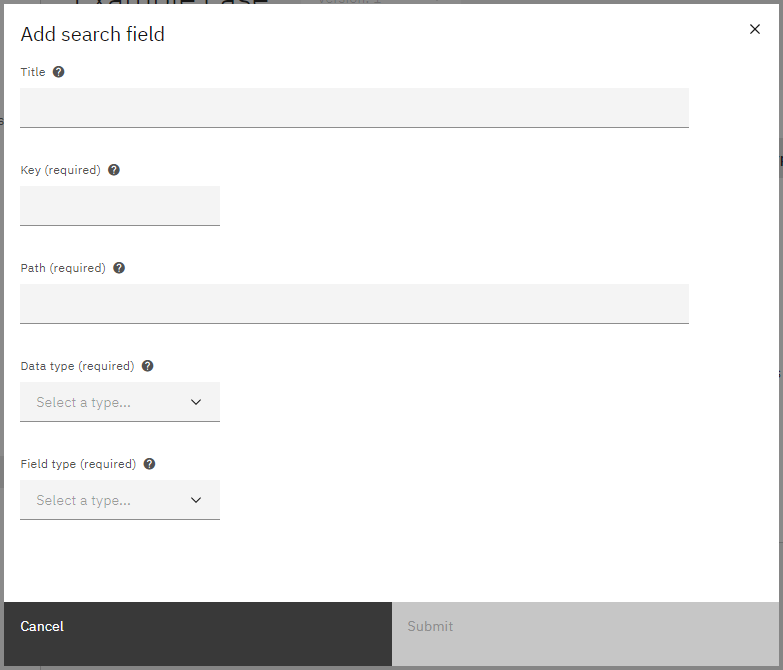 Add search field
Title
Key (required)
Path (required)
Data type (required)
Select a type...
Field type (required)
Select a type...
Cancel
Submit